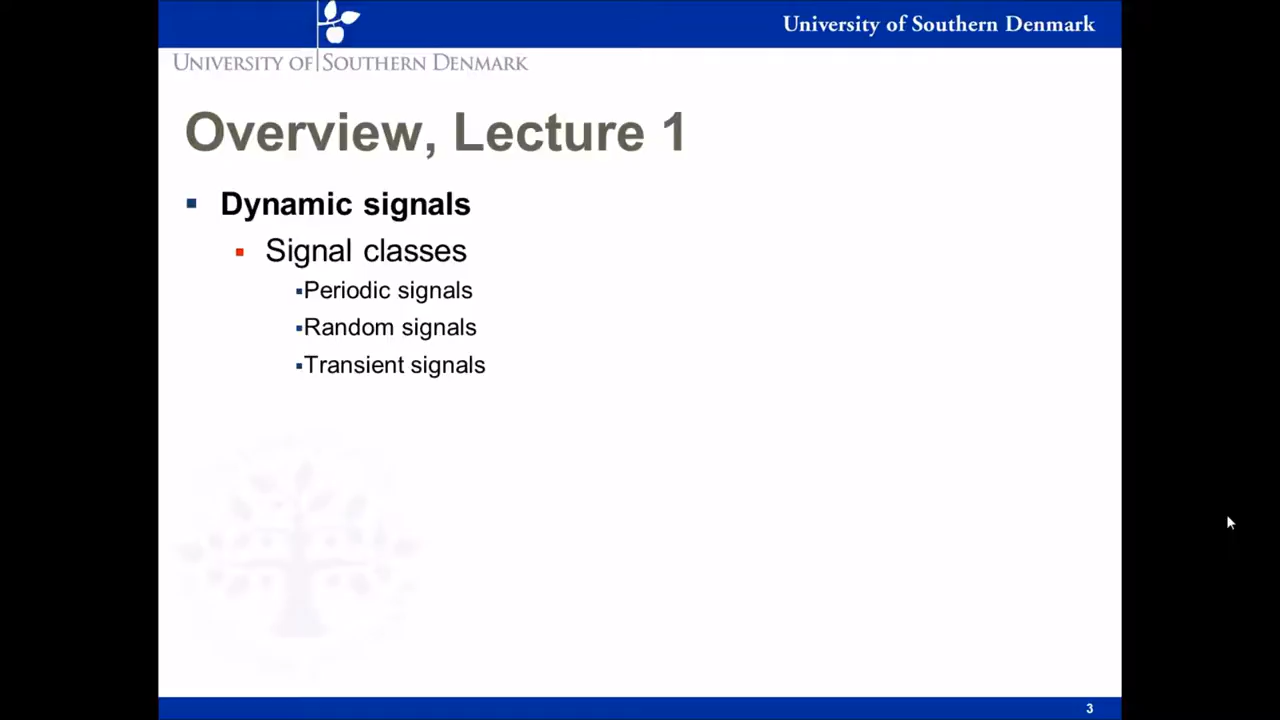 University of Southern Denmark
UNIVERSITY OF SOUTHERN DENMARK
Overview, Lecture 1
Dynamic signals
Signal classes
Periodic signals
Random signals
Transient signals
3